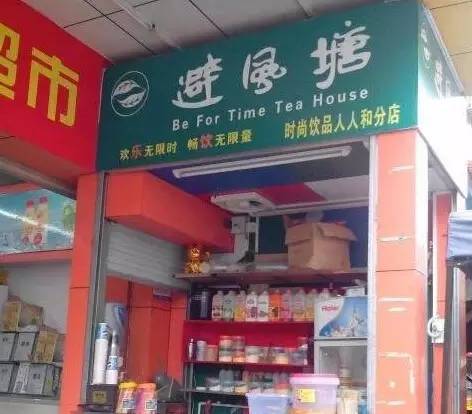 超市
避風塘
Be For Time Tea House
欢乐无限时 畅饮无限量
时尚饮品人人和分店
Haier